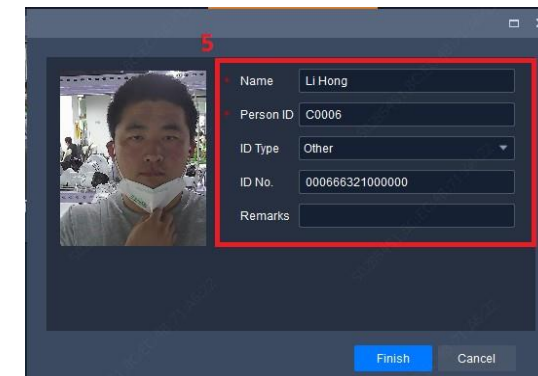 5
* Name Li Hong
* Person ID C0006
ID Type Other
ID No. 000666321000000
Remarks
Finish Cancel